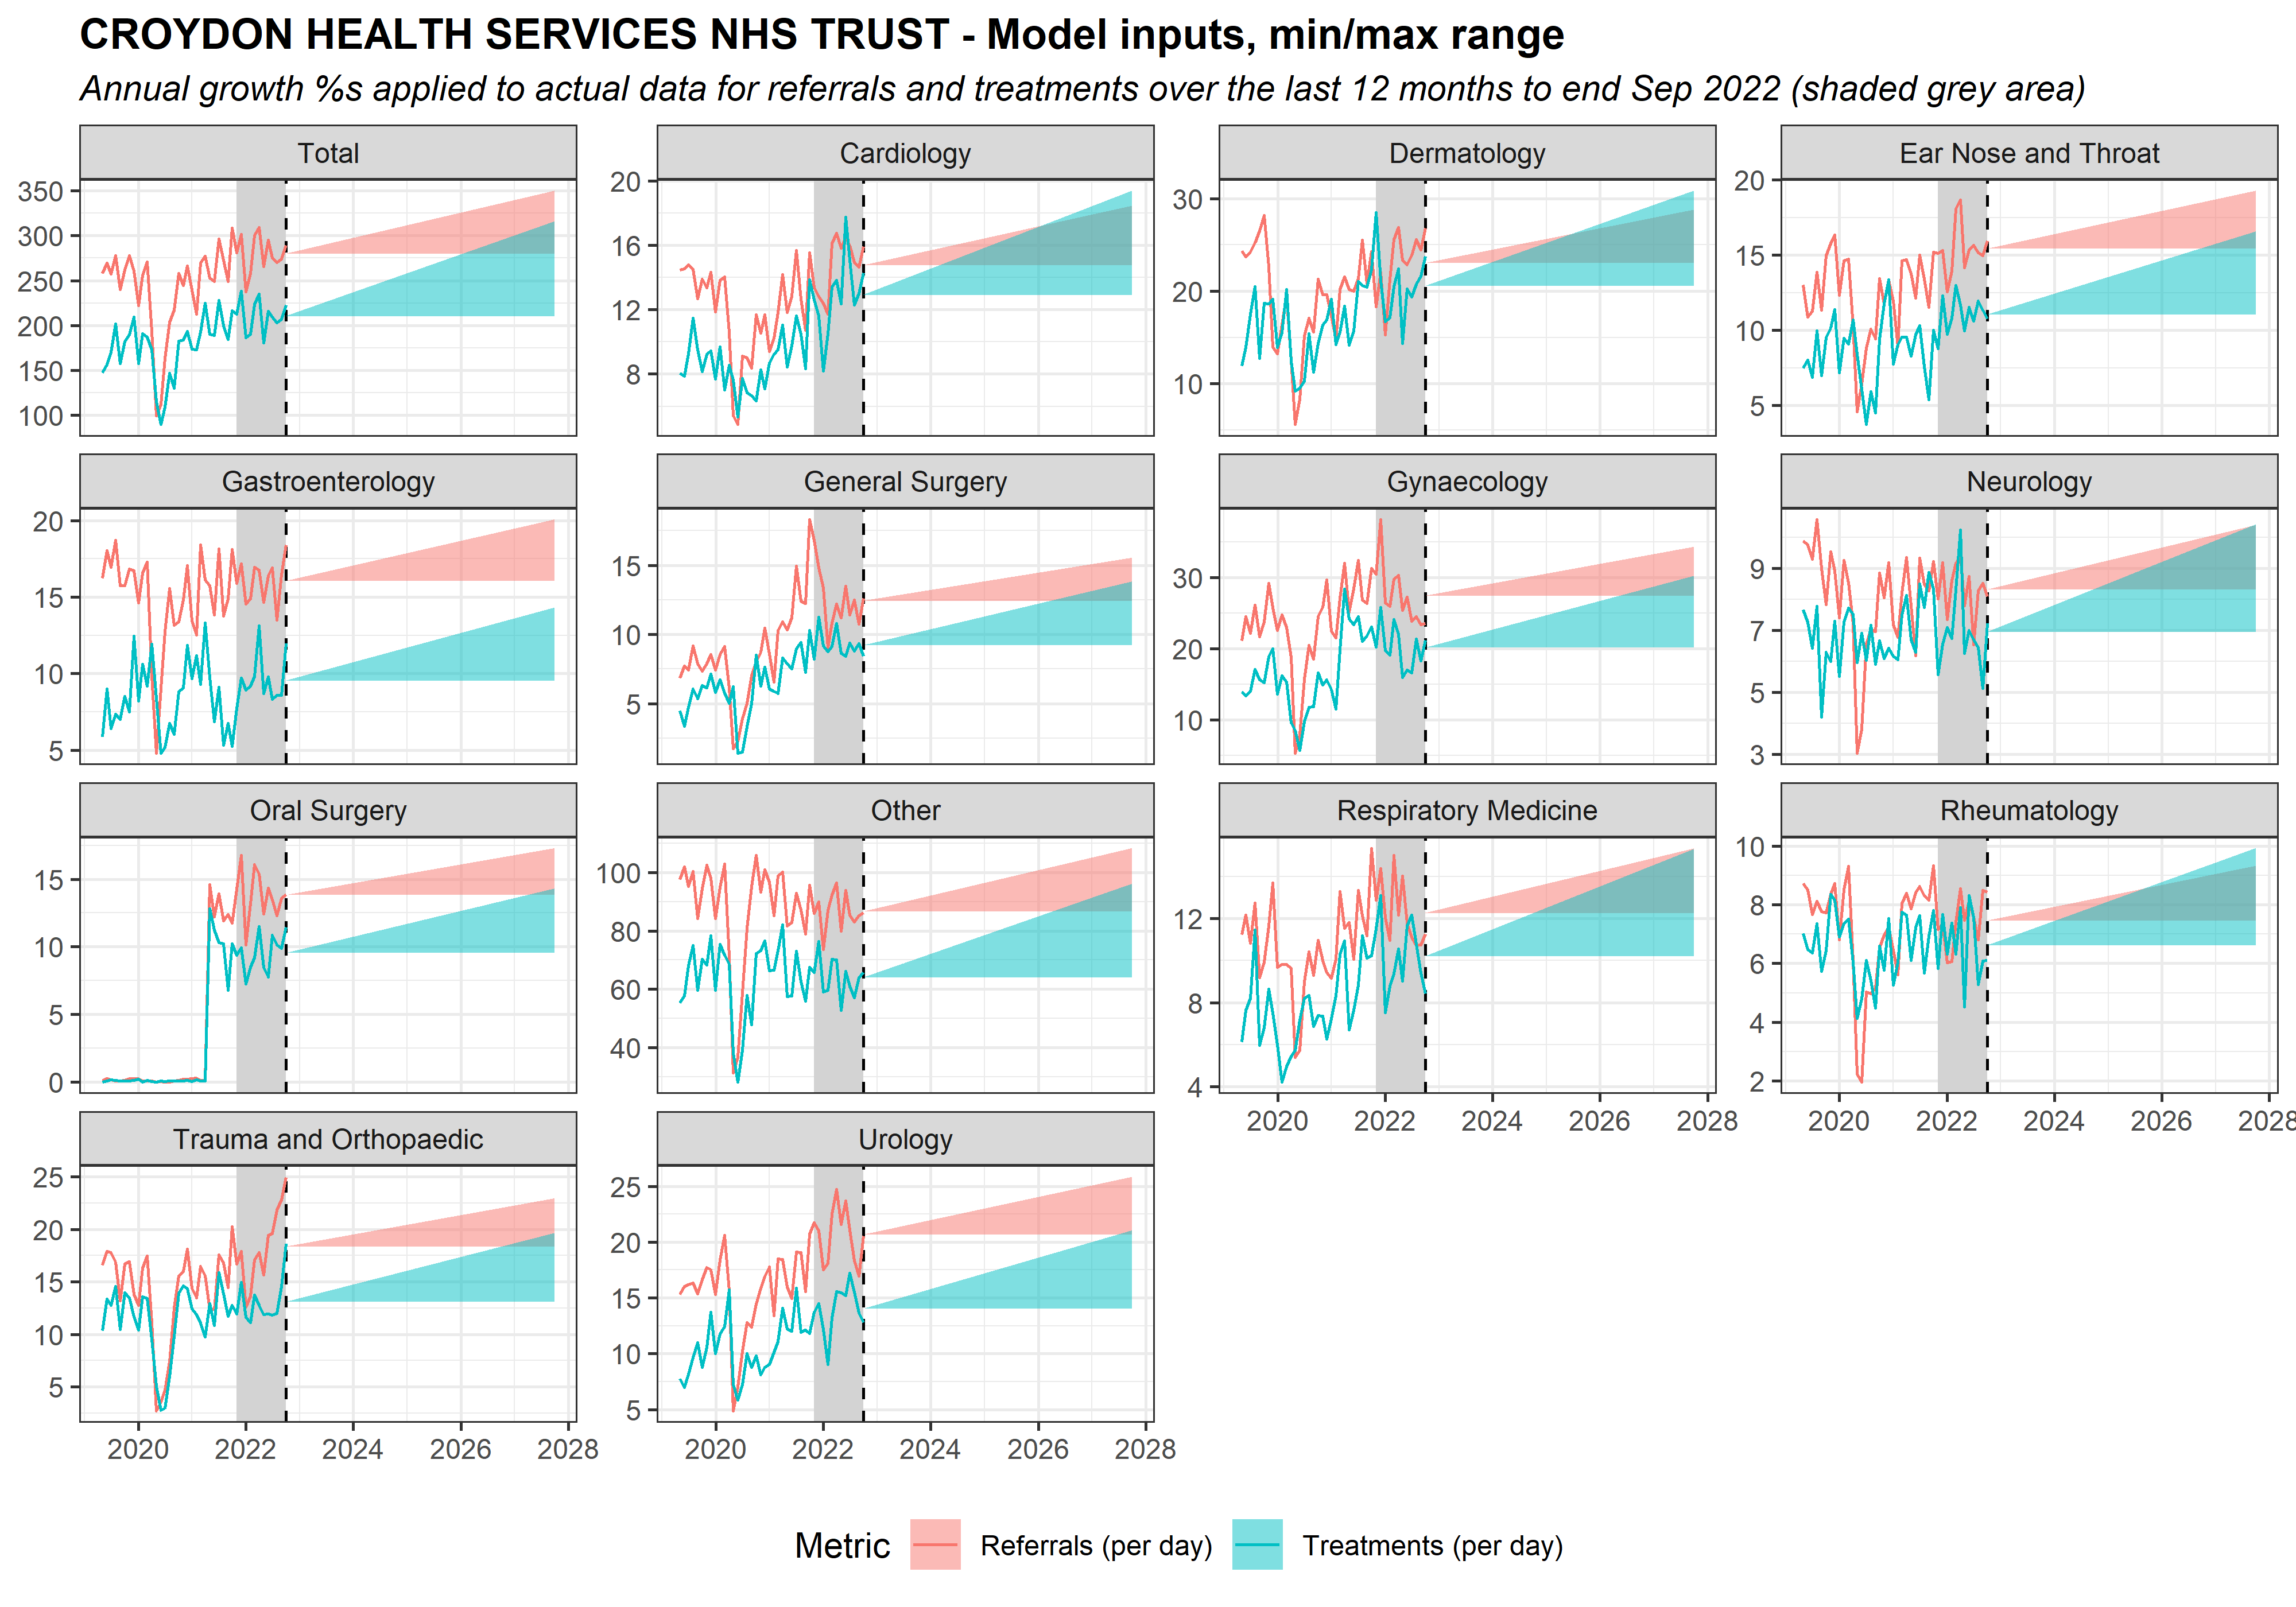 CROYDON HEALTH SERVICES NHS TRUST - Model inputs, min/max range
Annual growth %s applied to actual data for referrals and treatments over the last 12 months to end Sep 2022 (shaded grey area)
Total
350
300
250
200
150
100
Cardiology
20
16
12
8
Dermatology
30
20
10
Ear Nose and Throat
20
15
10
5
Gastroenterology
20
15
10
5
General Surgery
15
10
5
Gynaecology
30
20
10
Neurology
9
7
5
3
Oral Surgery
15
10
5
0
Other
100
80
60
40
Respiratory Medicine
12
8
4
2020 2022 2024 2026 2028
Rheumatology
10
8
6
4
2
2020 2022 2024 2026 2028
Trauma and Orthopaedic
25
20
15
10
5
2020 2022 2024 2026 2028
Urology
25
20
15
10
5
2020 2022 2024 2026 2028
Metric Referrals (per day) Treatments (per day)